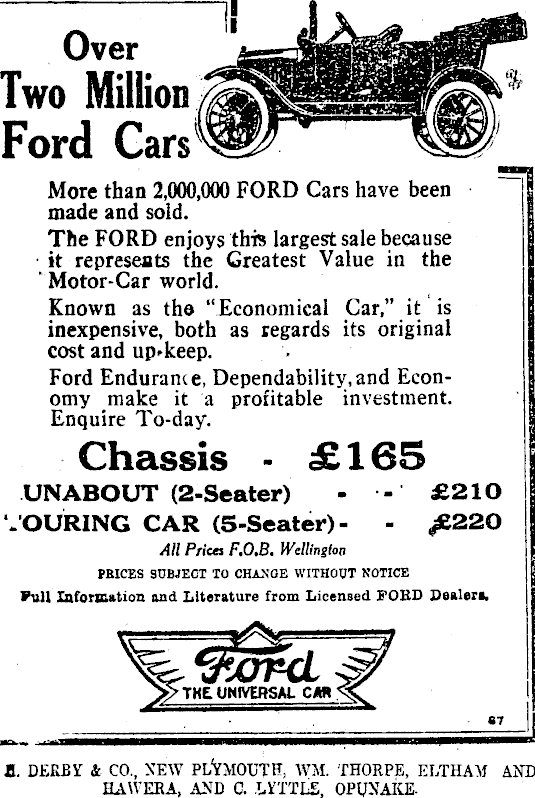 Over
Two Million
Ford Cars
More than 2,000,000 FORD Cars have been
made and sold.
The FORD enjoys this largest sale because
it represents the Greatest Value in the
Motor-Car world.
Known as the "Economical Car," it is
inexpensive, both as regards its original
cost and up-keep.
Ford Endurance, Dependability, and Econ-
omy make it a profitable investment.
Enquire To-day.
Chassis - £165
UNABOUT (2-Seater) - - £210
OURING CAR (5-Seater) - - £220
All Prices F.O.B. Wellington
PRICES SUBJECT TO CHANGE WITHOUT NOTICE
Full Information and Literature from Licensed FORD Dealers.
Ford
THE UNIVERSAL CAR
67
DERBY & CO., NEW PLYMOUTH, WM. THORPE, ELTHAM AND
HAWERA, AND C. LYTTLE, OPUNAKE.